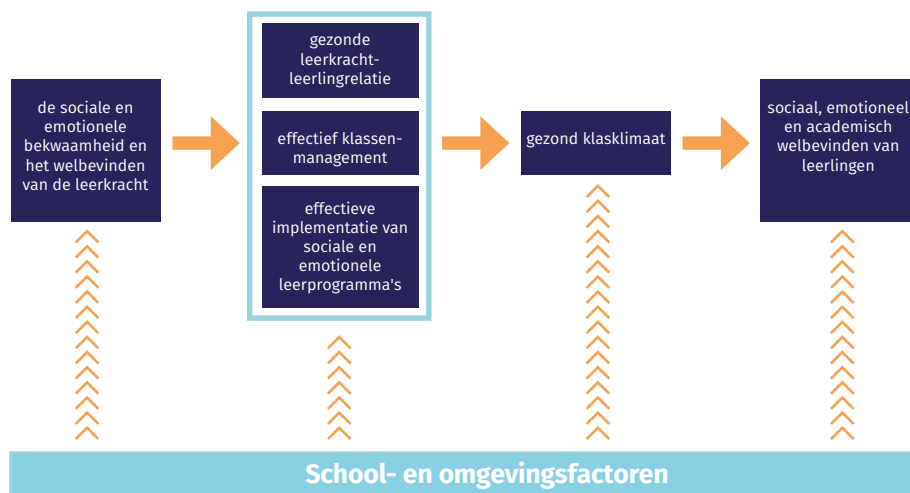 de sociale en
emotionele
bekwaamheid en
het welbevinden
van de leerkracht
gezonde
leerkracht-
leerlingrelatie
effectief klassen-
management
effectieve
implementatie van
sociale en
emotionele
leerprogramma's
gezond klasklimaat
sociaal, emotioneel
en academisch
welbevinden van
leerlingen
School- en omgevingsfactoren